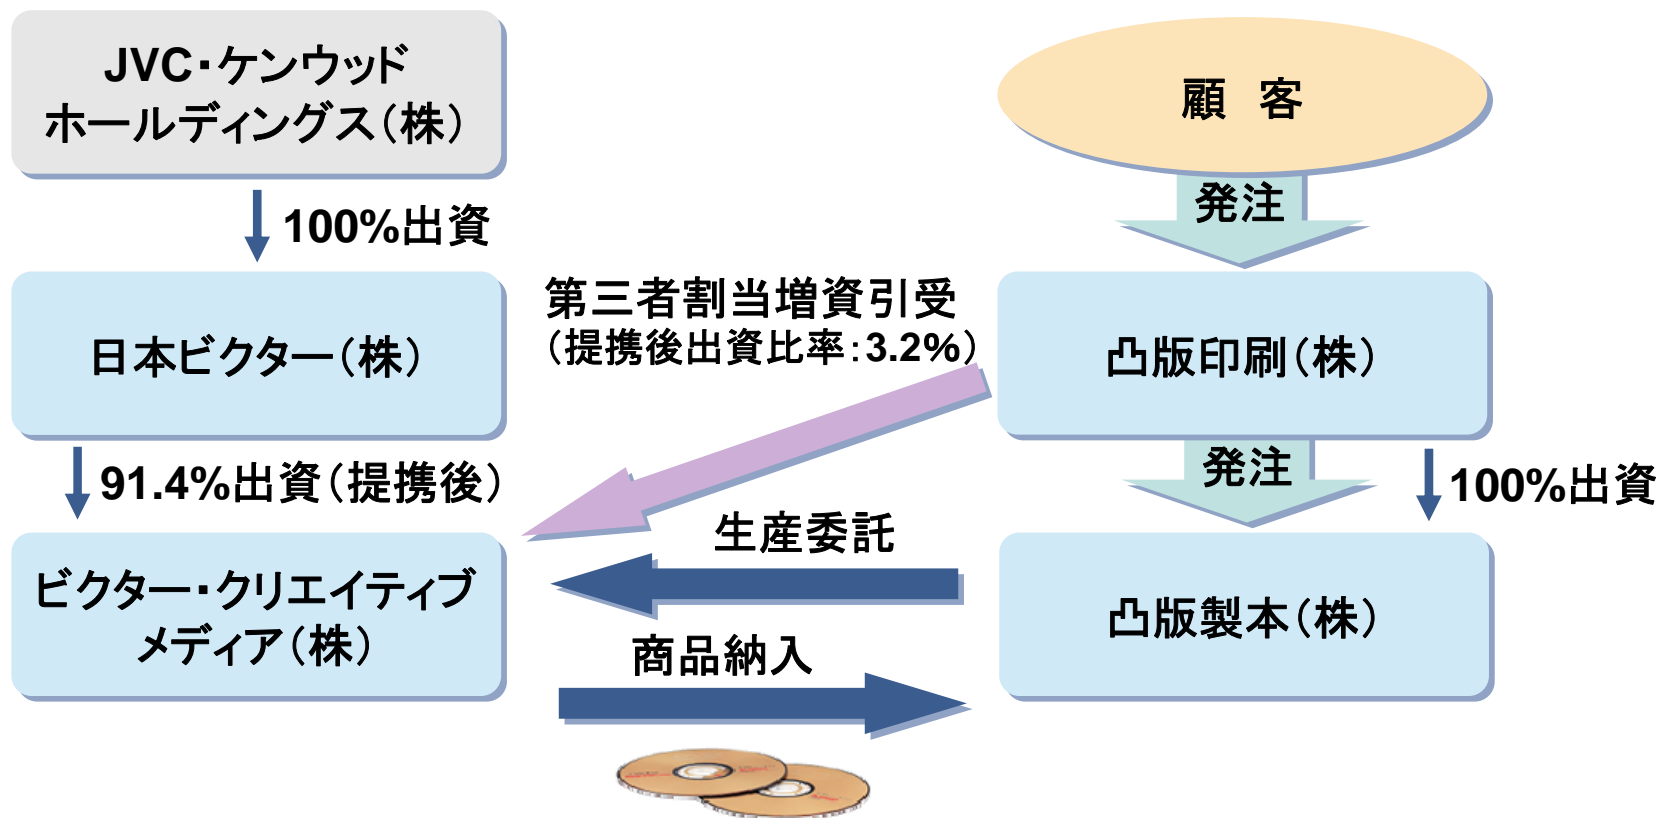 JVC・ケンウッド
ホールディングス（株）
100%出資
日本ビクター（株）
91.4%出資（提携後）
ビクター・クリエイティブ
メディア（株）
第三者割当増資引受
（提携後出資比率：3.2%）
生産委託
商品納入
顧　客
発注
凸版印刷（株）
発注
100%出資
凸版製本（株）